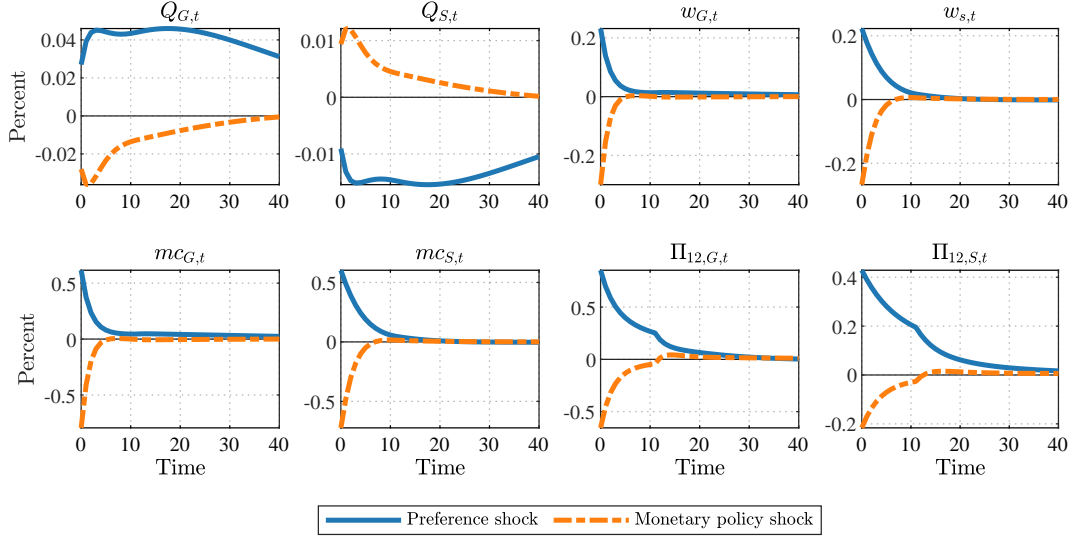 Q_{G,t} Q_{S,t} w_{G,t} w_{s,t}
0.04 0.01 0.2 0.2
0.02
0 0 0 0
-0.02 -0.01 -0.2 -0.2
Percent
0 10 20 30 40 0 10 20 30 40 0 10 20 30 40 0 10 20 30 40
mc_{G,t} mc_{S,t} Π_{12,G,t} Π_{12,S,t}
0.5 0.5 0.5 0.4
0.2
0 0 0 0
-0.5 -0.5 -0.5 -0.2
Percent
0 10 20 30 40 0 10 20 30 40 0 10 20 30 40 0 10 20 30 40
Time Time Time Time
Preference shock Monetary policy shock